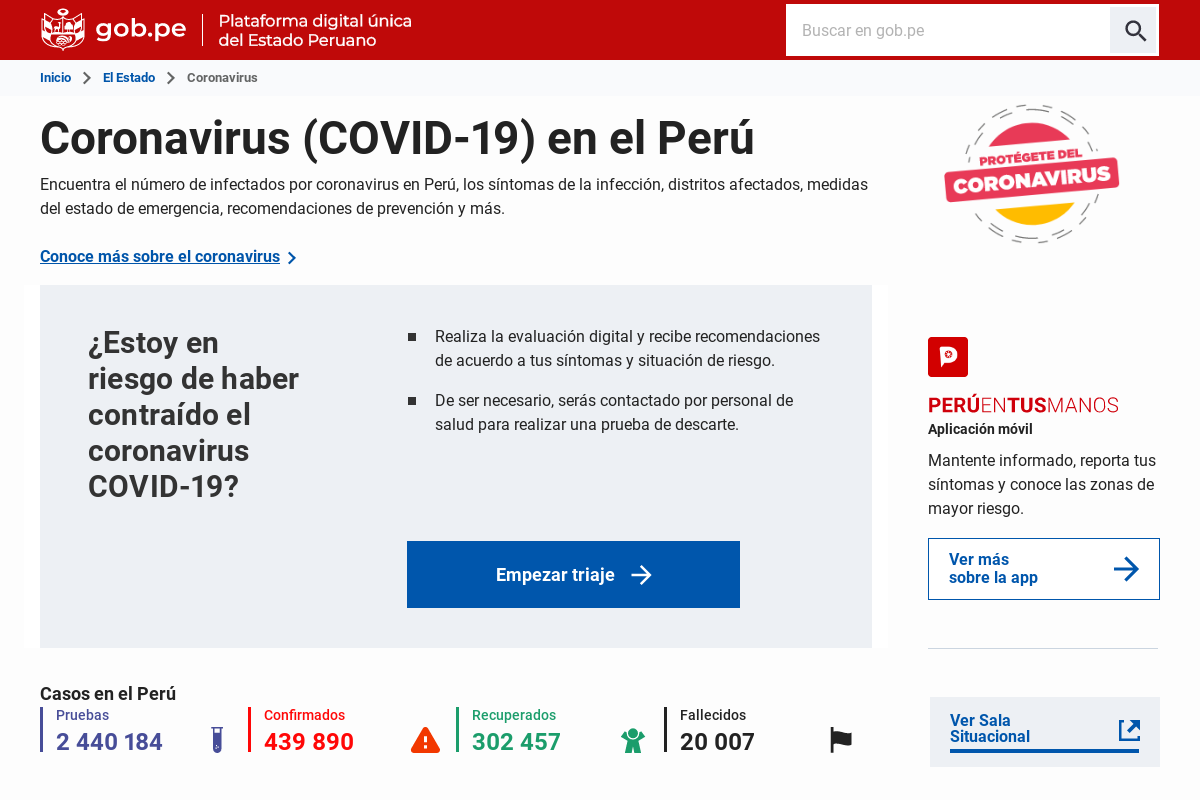 gob.pe
Plataforma digital única
del Estado Peruano
Buscar en gob.pe
Inicio
El Estado
Coronavirus
Coronavirus (COVID-19) en el Perú
Encuentra el número de infectados por coronavirus en Perú, los síntomas de la infección, distritos afectados, medidas
del estado de emergencia, recomendaciones de prevención y más.
Conoce más sobre el coronavirus
PROTÉGETE DEL
CORONAVIRUS
¿Estoy en
riesgo de haber
contraído el
coronavirus
COVID-19?
Realiza la evaluación digital y recibe recomendaciones
de acuerdo a tus síntomas y situación de riesgo.
De ser necesario, serás contactado por personal de
salud para realizar una prueba de descarte.
Empezar triaje
PERÚENTUSMANOS
Aplicación móvil
Mantente informado, reporta tus
síntomas y conoce las zonas de
mayor riesgo.
Ver más
sobre la app
Casos en el Perú
Pruebas
2 440 184
Confirmados
439 890
Recuperados
302 457
Fallecidos
20 007
Ver Sala
Situacional